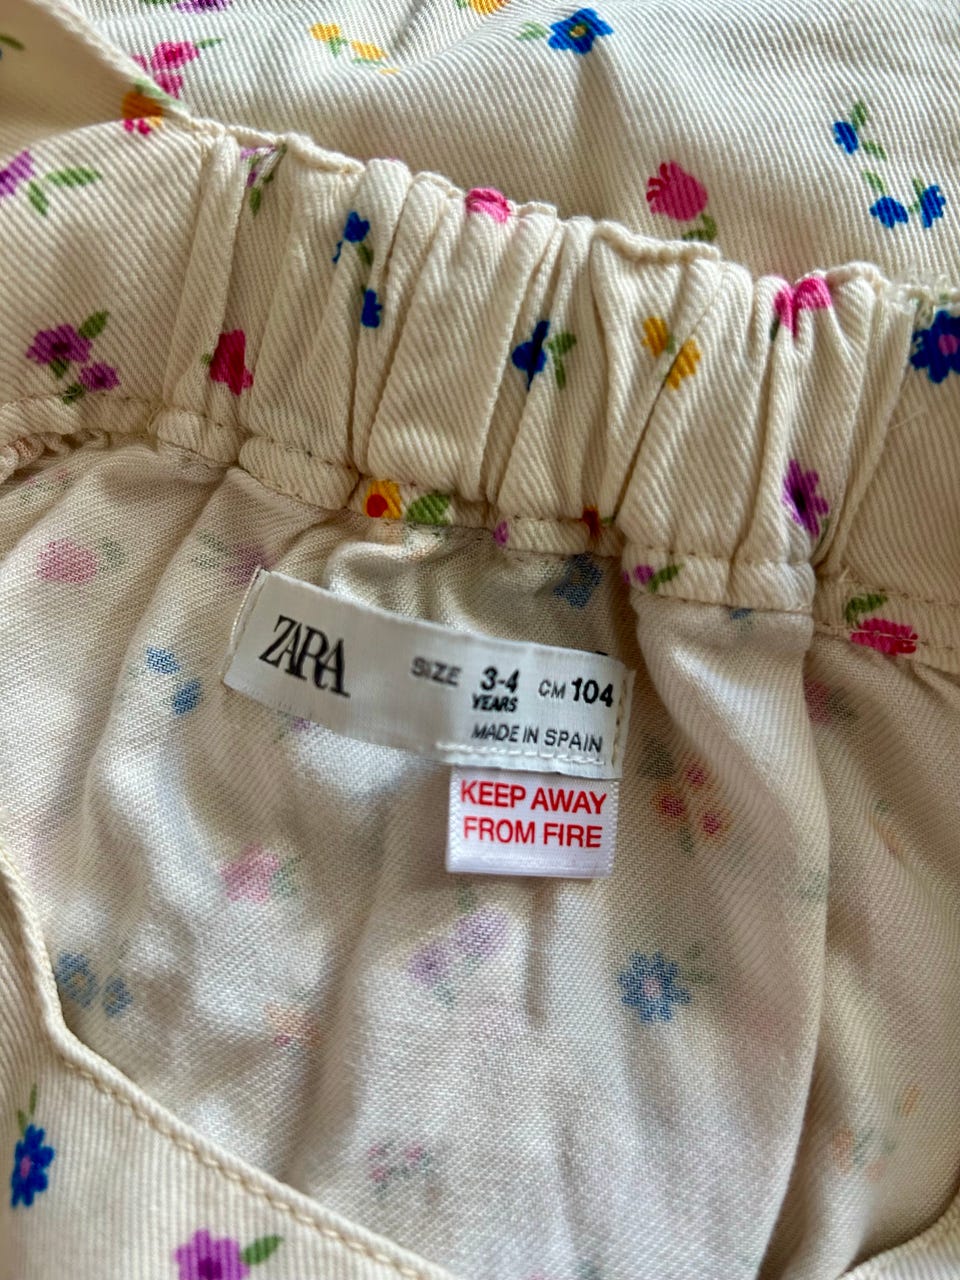 ZARA
SIZE 3-4 YEARS CM 104
MADE IN SPAIN
KEEP AWAY
FROM FIRE